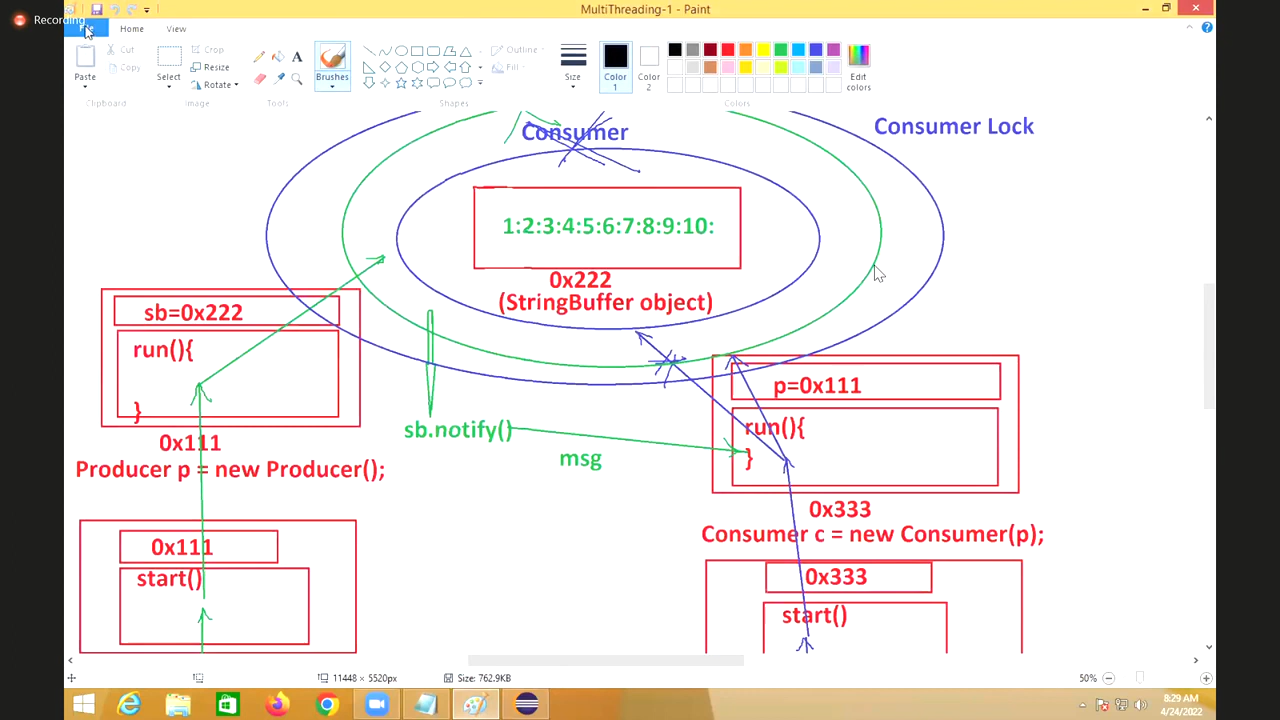 Recording
MultiThreading-1 - Paint
Home
View
Paste
Cut
Copy
Clipboard
Select
Crop
Resize
Rotate
Image
Tools
Brushes
Shapes
Outline
Fill
Size
Color
1
Color
2
Edit
colors
Colors
Consumer
Consumer Lock
1:2:3:4:5:6:7:8:9:10:
0x222
(StringBuffer object)
sb=0x222
run(){
}
0x111
Producer p = new Producer();
sb.notify()
msg
p=0x111
run(){
}
0x333
Consumer c = new Consumer(p);
0x111
start()
0x333
start()
11448 × 5520px
Size: 762.9KB
50%
8:29 AM
4/24/2022